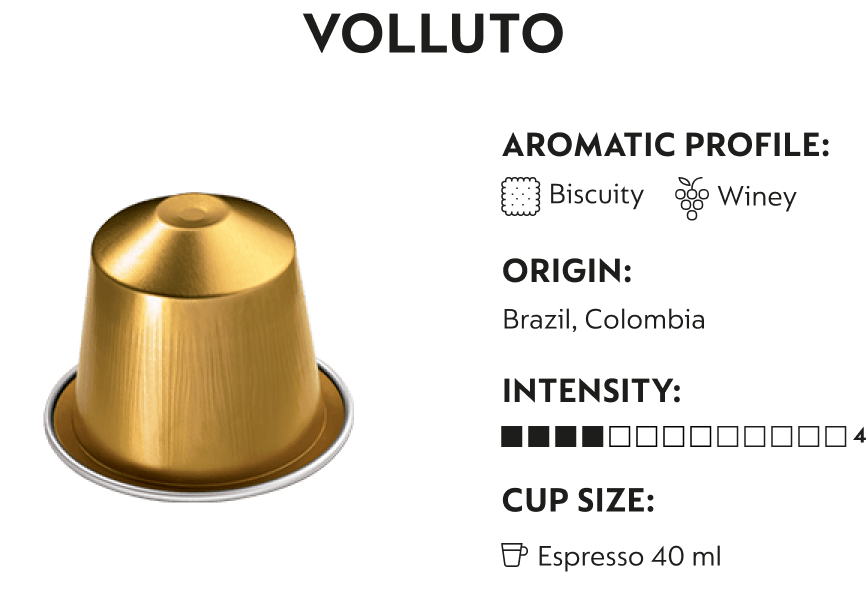 VOLLUTO
AROMATIC PROFILE:
Biscuity Winey
ORIGIN:
Brazil, Colombia
INTENSITY:
4
CUP SIZE:
Espresso 40 ml